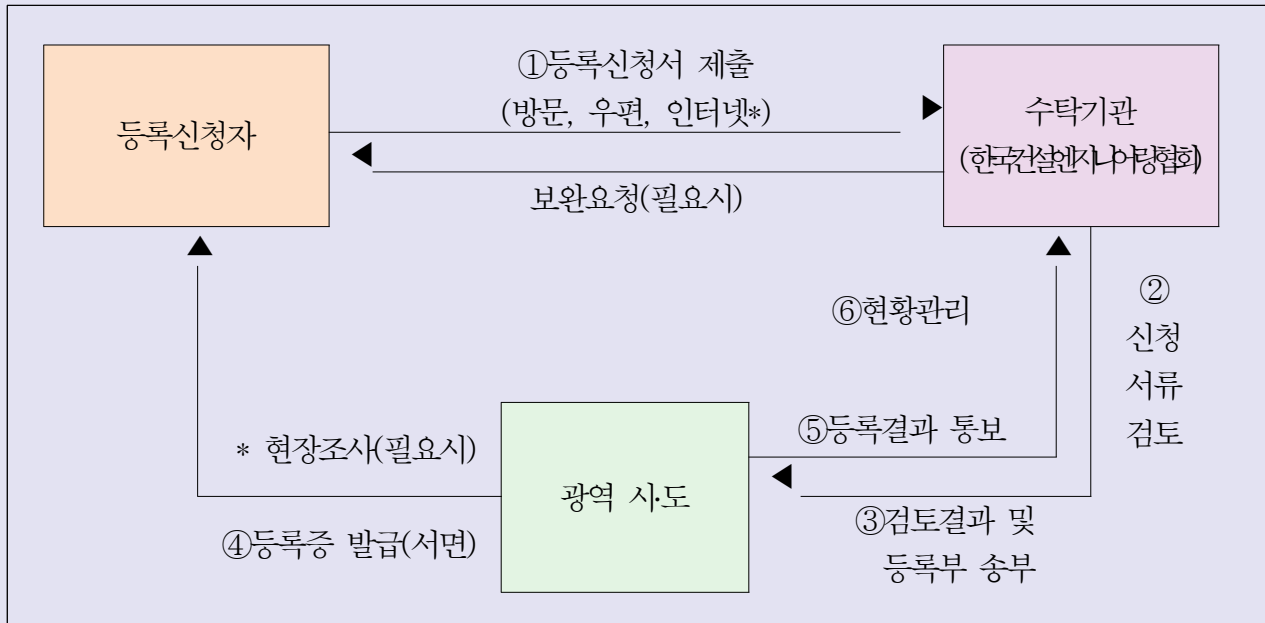 ①등록신청서 제출
(방문, 우편, 인터넷*)
등록신청자
수탁기관
(한국건설엔지니어링협회)
보완요청(필요시)
②
신청
서류
검토
⑥현황관리
⑤등록결과 통보
* 현장조사(필요시)
광역 시·도
④등록증 발급(서면)
③검토결과 및
등록부 송부